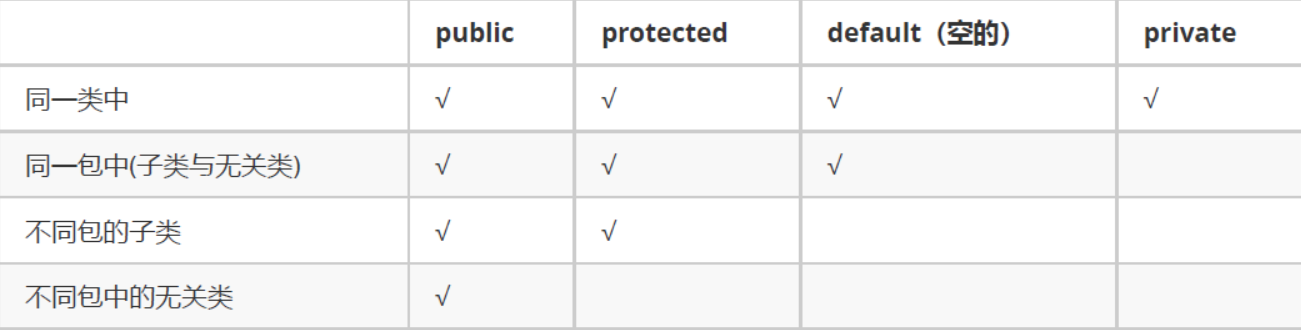 public protected default（空的） private
同一类中 √ √ √ √
同一包中(子类与无关类) √ √ √
不同包的子类 √ √
不同包中的无关类 √